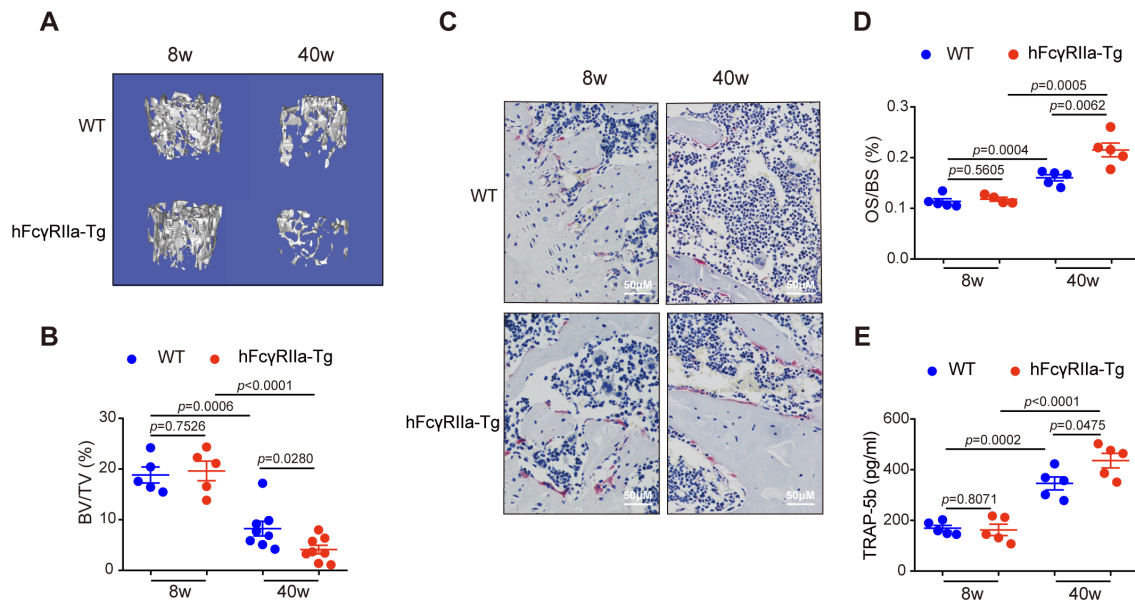 A
8w
40w
WT
hFcγRIIa-Tg
B
WT
hFcγRIIa-Tg
p<0.0001
p=0.0006
p=0.7526
p=0.0280
BV/TV (%)
30
20
10
0
8w
40w
C
8w
40w
WT
50μM
50μM
hFcγRIIa-Tg
50μM
50μM
D
WT
hFcγRIIa-Tg
p=0.0005
p=0.0062
p=0.0004
p=0.5605
OS/BS (%)
0.3
0.2
0.1
0.0
8w
40w
E
WT
hFcγRIIa-Tg
p<0.0001
p=0.0475
p=0.0002
p=0.8071
TRAP-5b (pg/ml)
600
400
200
0
8w
40w